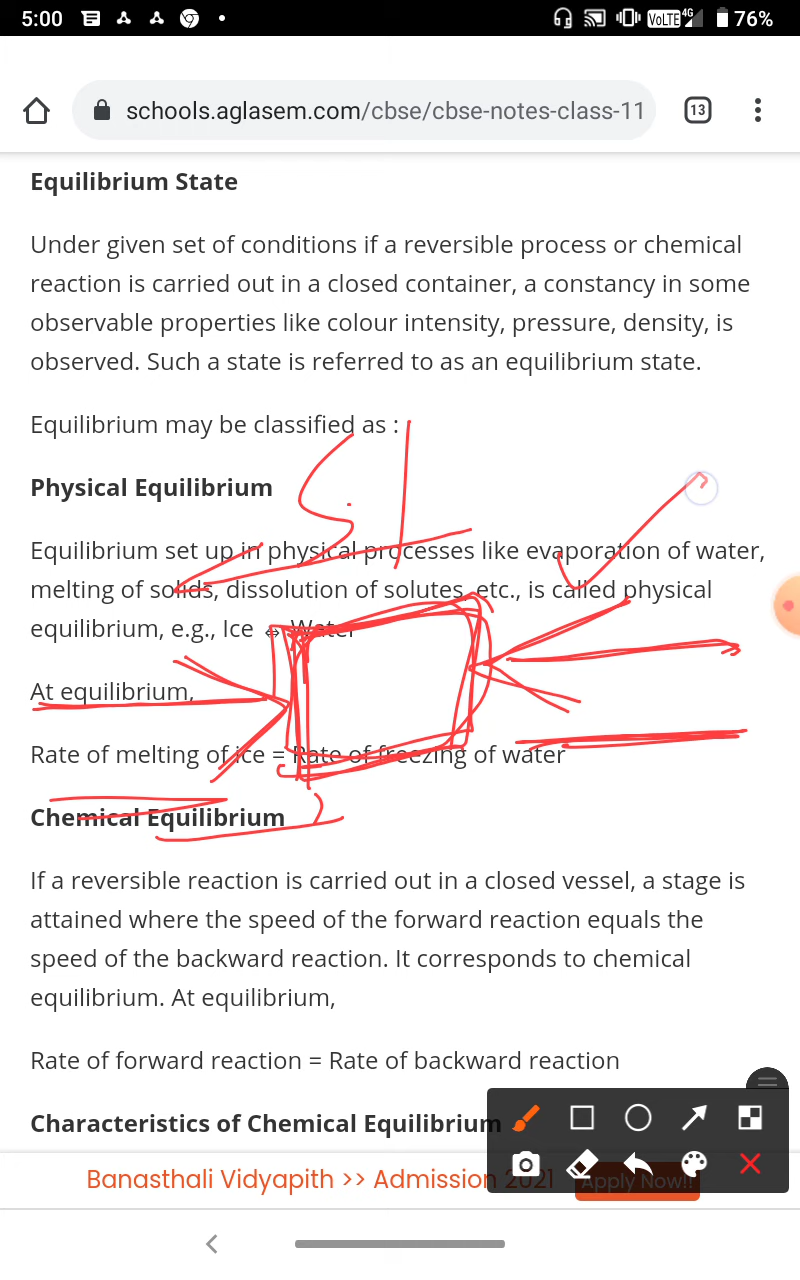 5:00
VoLTE 4G 76%
schools.aglasem.com/cbse/cbse-notes-class-11
13
Equilibrium State
Under given set of conditions if a reversible process or chemical
reaction is carried out in a closed container, a constancy in some
observable properties like colour intensity, pressure, density, is
observed. Such a state is referred to as an equilibrium state.
Equilibrium may be classified as :
Physical Equilibrium
Equilibrium set up in physical processes like evaporation of water,
melting of solids, dissolution of solutes, etc., is called physical
equilibrium, e.g., Ice ⇔ Water
At equilibrium,
Rate of melting of ice = Rate of freezing of water
Chemical Equilibrium
If a reversible reaction is carried out in a closed vessel, a stage is
attained where the speed of the forward reaction equals the
speed of the backward reaction. It corresponds to chemical
equilibrium. At equilibrium,
Rate of forward reaction = Rate of backward reaction
Characteristics of Chemical Equilibrium
Banasthali Vidyapith >> Admission 2021
Apply Now!!